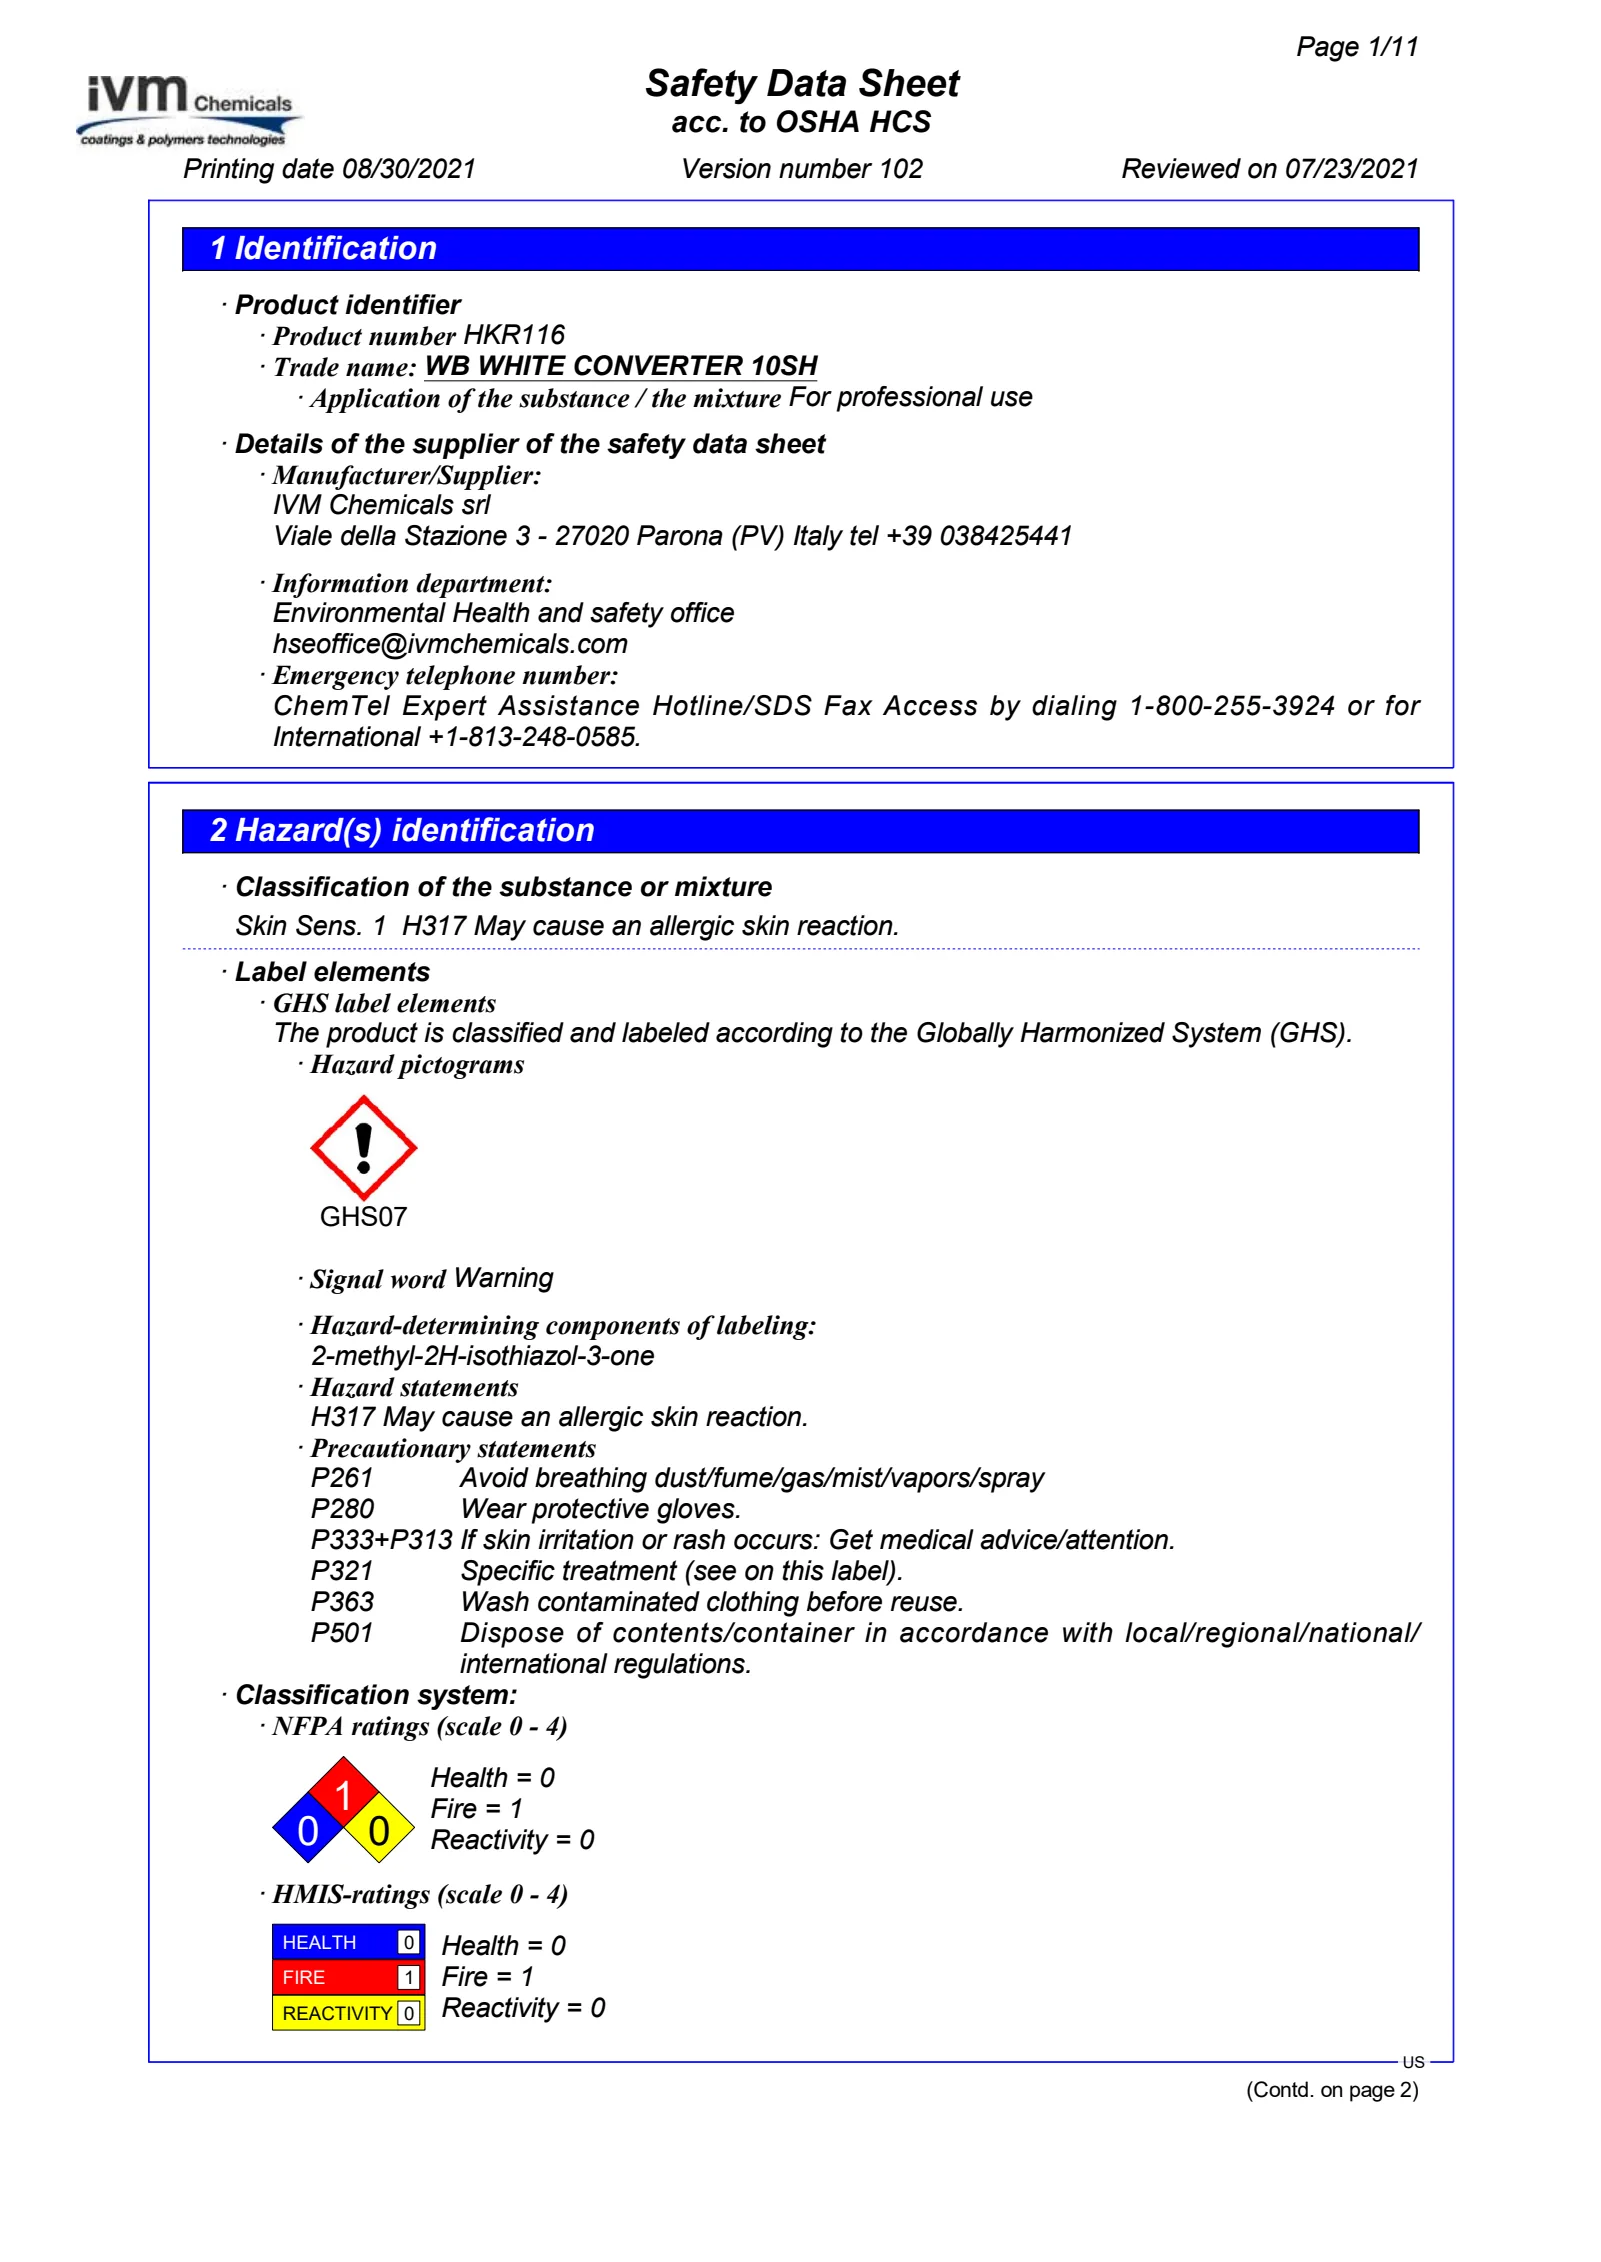 Page 1/11
ivm Chemicals
coatings & polymers technologies
Safety Data Sheet
acc. to OSHA HCS
Printing date 08/30/2021 Version number 102 Reviewed on 07/23/2021
1 Identification
· Product identifier
· Product number HKR116
· Trade name: WB WHITE CONVERTER 10SH
· Application of the substance / the mixture For professional use
· Details of the supplier of the safety data sheet
· Manufacturer/Supplier:
IVM Chemicals srl
Viale della Stazione 3 - 27020 Parona (PV) Italy tel +39 038425441
· Information department:
Environmental Health and safety office
hseoffice@ivmchemicals.com
· Emergency telephone number:
ChemTel Expert Assistance Hotline/SDS Fax Access by dialing 1-800-255-3924 or for
International +1-813-248-0585.
2 Hazard(s) identification
· Classification of the substance or mixture
Skin Sens. 1 H317 May cause an allergic skin reaction.
· Label elements
· GHS label elements
The product is classified and labeled according to the Globally Harmonized System (GHS).
· Hazard pictograms
GHS07
· Signal word Warning
· Hazard-determining components of labeling:
2-methyl-2H-isothiazol-3-one
· Hazard statements
H317 May cause an allergic skin reaction.
· Precautionary statements
P261 Avoid breathing dust/fume/gas/mist/vapors/spray
P280 Wear protective gloves.
P333+P313 If skin irritation or rash occurs: Get medical advice/attention.
P321 Specific treatment (see on this label).
P363 Wash contaminated clothing before reuse.
P501 Dispose of contents/container in accordance with local/regional/national/
international regulations.
· Classification system:
· NFPA ratings (scale 0 - 4)
1
0 0
Health = 0
Fire = 1
Reactivity = 0
· HMIS-ratings (scale 0 - 4)
HEALTH 0 Health = 0
FIRE 1 Fire = 1
REACTIVITY 0 Reactivity = 0
US
(Contd. on page 2)